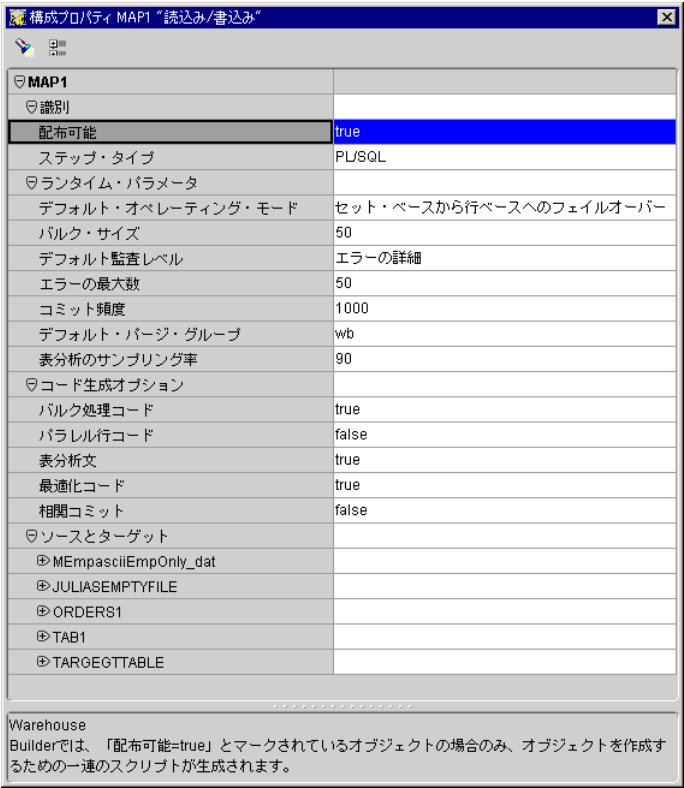 構成プロパティ MAP1 "読込み/書込み"
MAP1
識別
配布可能 true
ステップ・タイプ PL/SQL
ランタイム・パラメータ
デフォルト・オペレーティング・モード セット・ベースから行ベースへのフェイルオーバー
バルク・サイズ 50
デフォルト監査レベル エラーの詳細
エラーの最大数 50
コミット頻度 1000
デフォルト・パージ・グループ wb
表分析のサンプリング率 90
コード生成オプション
バルク処理コード true
パラレル行コード false
表分析文 true
最適化コード true
相関コミット false
ソースとターゲット
MEmpasciiEmpOnly_dat
JULIASEMPTYFILE
ORDERS1
TAB1
TARGEGTTABLE
Warehouse
Builderでは、「配布可能=true」とマークされているオブジェクトの場合のみ、オブジェクトを作成す
るための一連のスクリプトが生成されます。